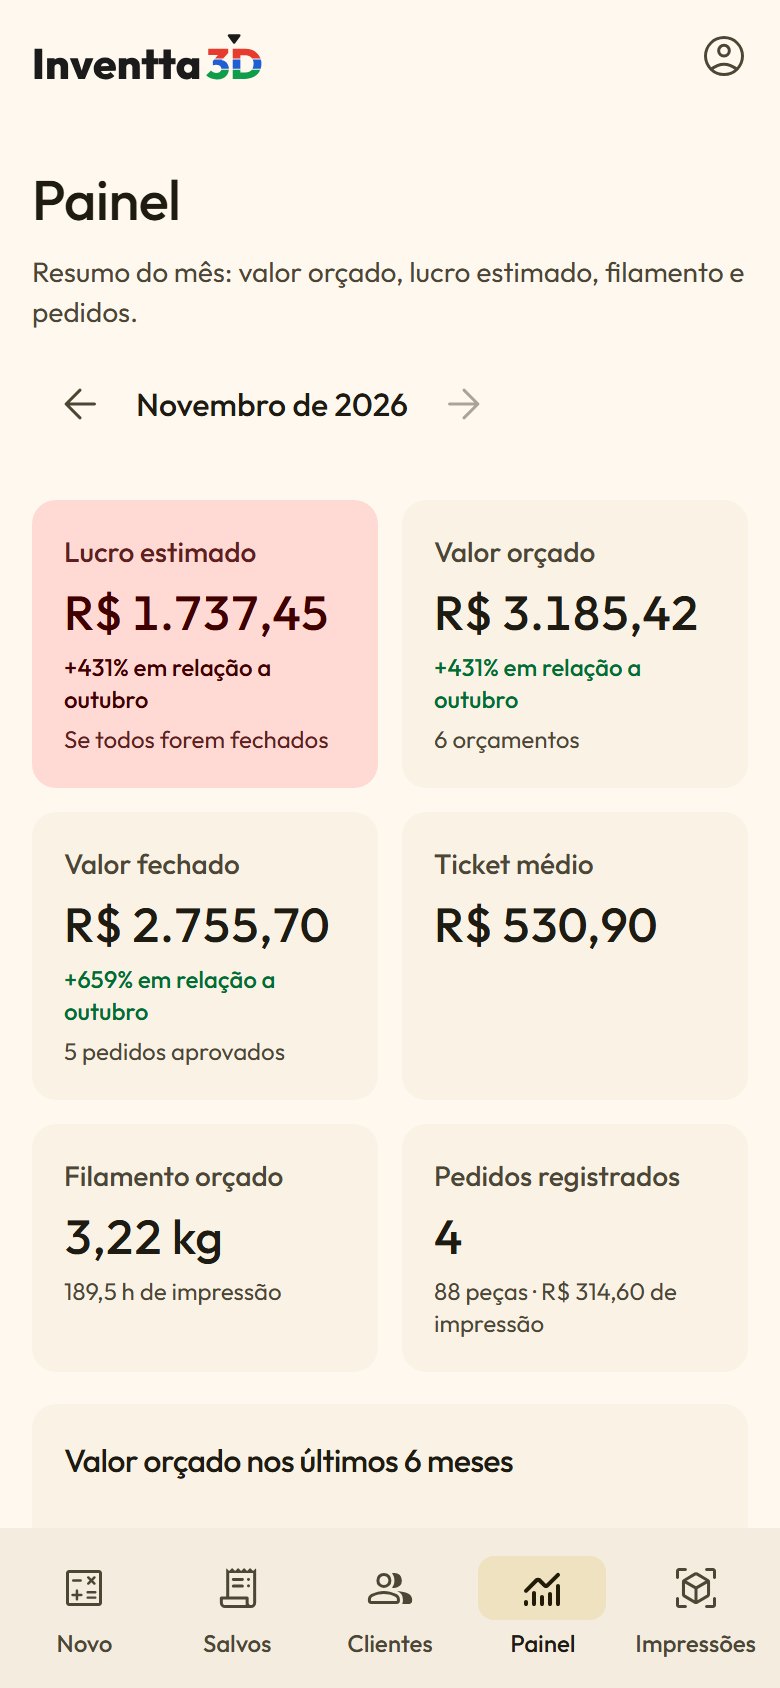 Inventta 3D
Painel
Resumo do mês: valor orçado, lucro estimado, filamento e
pedidos.
Novembro de 2026
Lucro estimado
R$ 1.737,45
+431% em relação a
outubro
Se todos forem fechados
Valor orçado
R$ 3.185,42
+431% em relação a
outubro
6 orçamentos
Valor fechado
R$ 2.755,70
+659% em relação a
outubro
5 pedidos aprovados
Ticket médio
R$ 530,90
Filamento orçado
3,22 kg
189,5 h de impressão
Pedidos registrados
4
88 peças · R$ 314,60 de
impressão
Valor orçado nos últimos 6 meses
Novo
Salvos
Clientes
Painel
Impressões